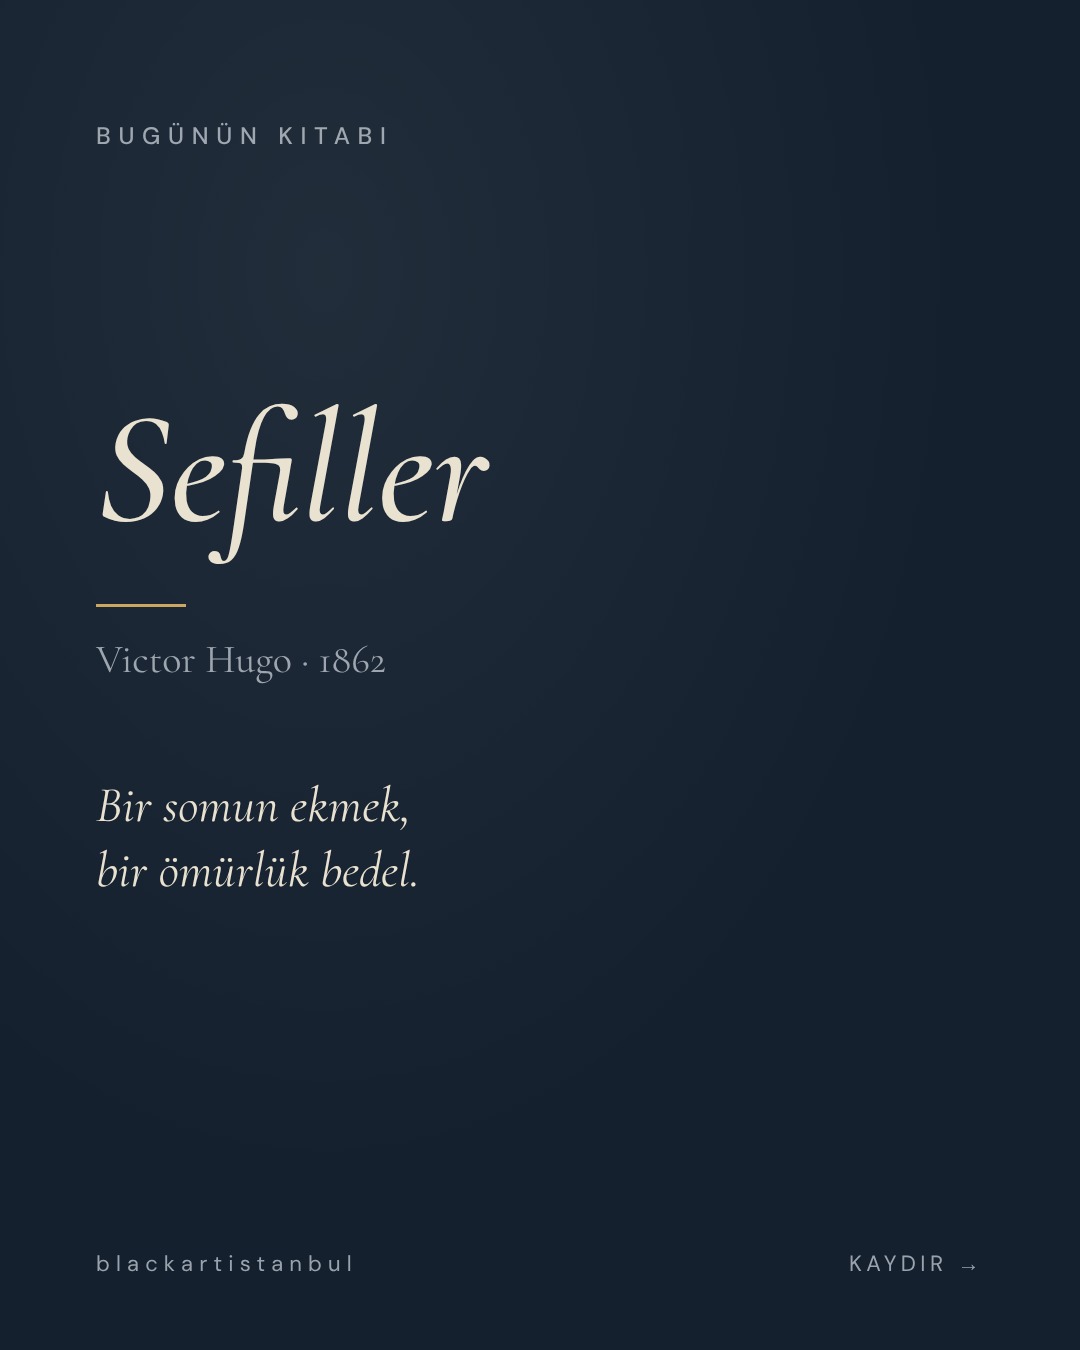 BUGÜNÜN KITABI
Sefiller
Victor Hugo · 1862
Bir somun ekmek,
bir ömürlük bedel.
blackartistanbul
KAYDIR →